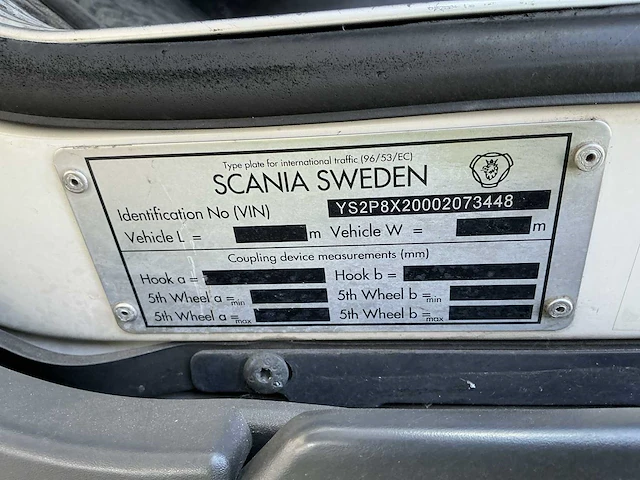 Type plate for international traffic (96/53/EC)
SCANIA SWEDEN
Identification No (VIN) YS2P8X20002073448
Vehicle L = m Vehicle W = m
Coupling device measurements (mm)
Hook a = Hook b =
5th Wheel a =min 5th Wheel b =min
5th Wheel a =max 5th Wheel b =max